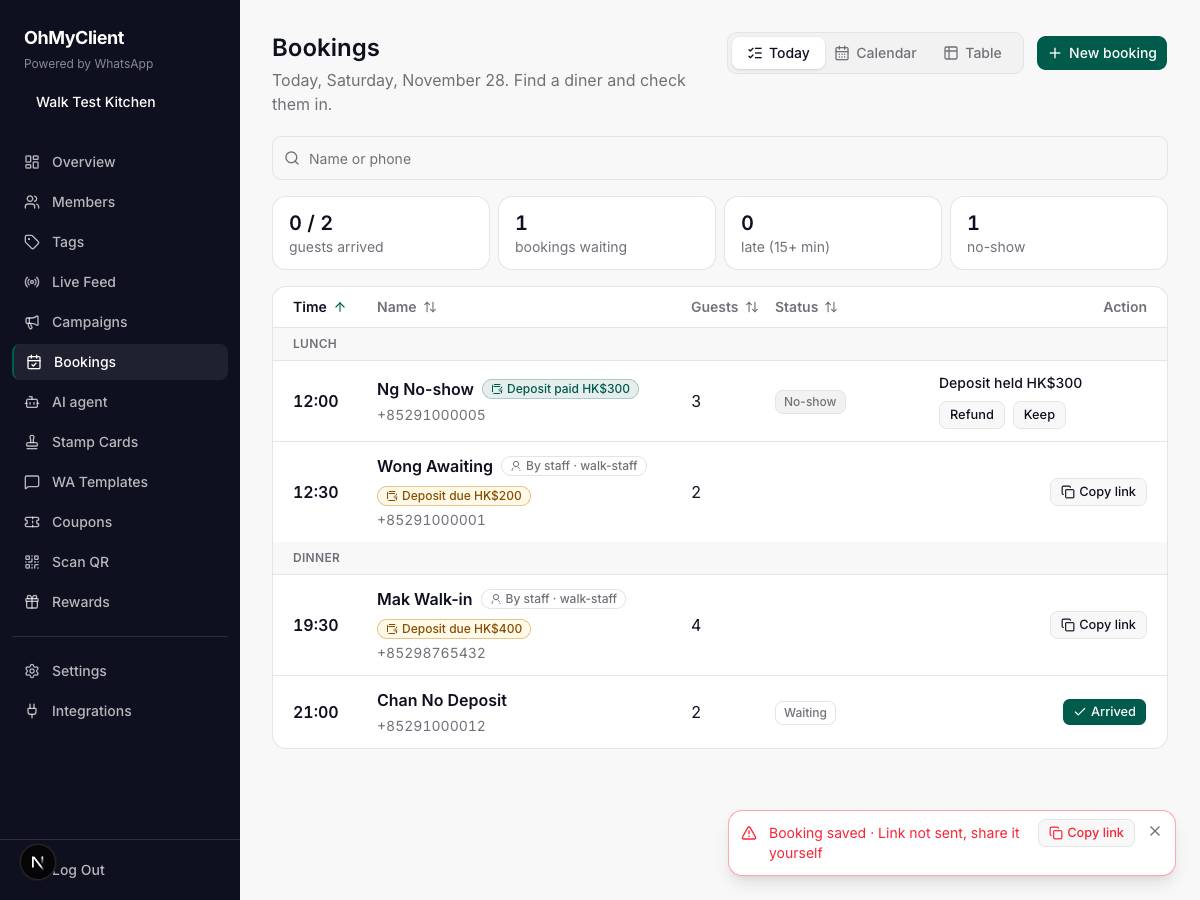 OhMyClient
Powered by WhatsApp
Walk Test Kitchen
Overview
Members
Tags
Live Feed
Campaigns
Bookings
AI agent
Stamp Cards
WA Templates
Coupons
Scan QR
Rewards
Settings
Integrations
N
Log Out
Bookings
Today, Saturday, November 28. Find a diner and check
them in.
Today Calendar Table
New booking
Name or phone
0 / 2
guests arrived
1
bookings waiting
0
late (15+ min)
1
no-show
Time Name Guests Status Action
LUNCH
12:00
Ng No-show Deposit paid HK$300
+85291000005
3
No-show
Deposit held HK$300
Refund Keep
12:30
Wong Awaiting By staff · walk-staff
Deposit due HK$200
+85291000001
2
Copy link
DINNER
19:30
Mak Walk-in By staff · walk-staff
Deposit due HK$400
+85298765432
4
Copy link
21:00
Chan No Deposit
+85291000012
2
Waiting
Arrived
Booking saved · Link not sent, share it
yourself
Copy link